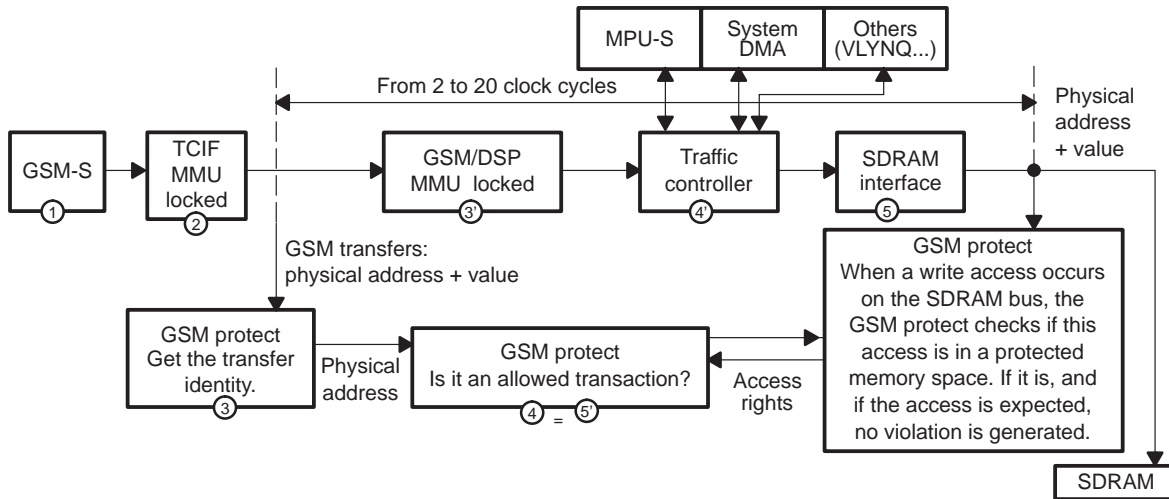 MPU-S
System
DMA
Others
(VLYNQ...)
From 2 to 20 clock cycles
Physical
address
+ value
GSM-S
1
TCIF
MMU
locked
2
GSM/DSP
MMU locked
3'
Traffic
controller
4'
SDRAM
interface
5
GSM transfers:
physical address + value
GSM protect
Get the transfer
identity.
3
Physical
address
GSM protect
Is it an allowed transaction?
4 = 5'
Access
rights
GSM protect
When a write access occurs
on the SDRAM bus, the
GSM protect checks if this
access is in a protected
memory space. If it is, and
if the access is expected,
no violation is generated.
SDRAM